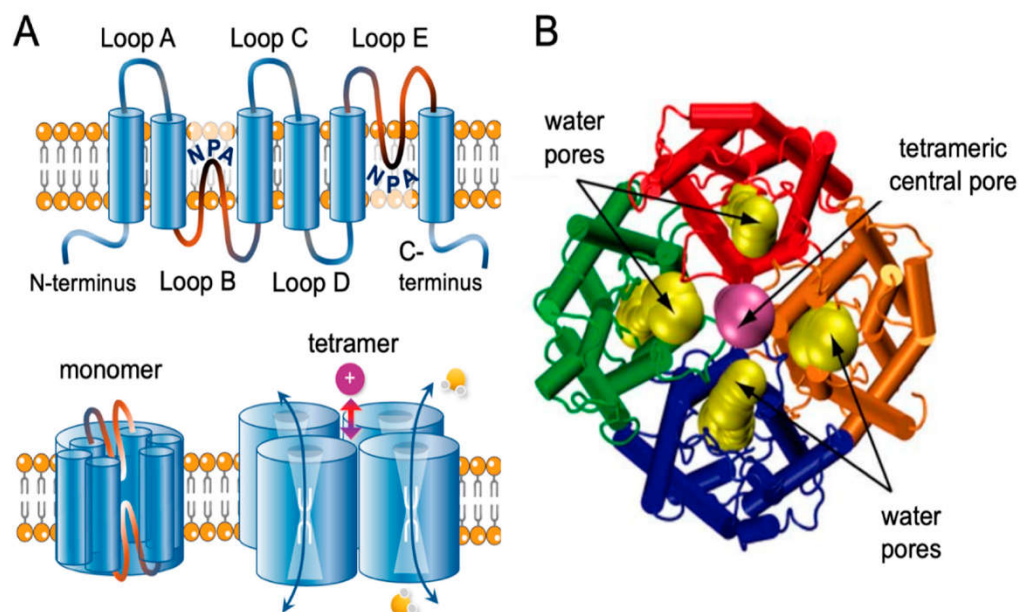 A
Loop A
Loop C
Loop E
NPA
NPA
N-terminus
Loop B
Loop D
C-
terminus
monomer
tetramer
+
B
water
pores
tetrameric
central pore
water
pores